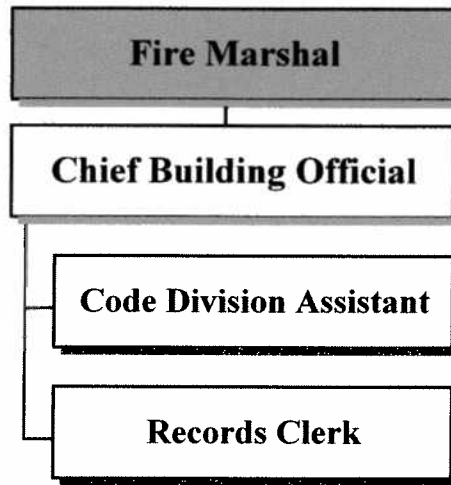 Fire Marshal
Chief Building Official
Code Division Assistant
Records Clerk